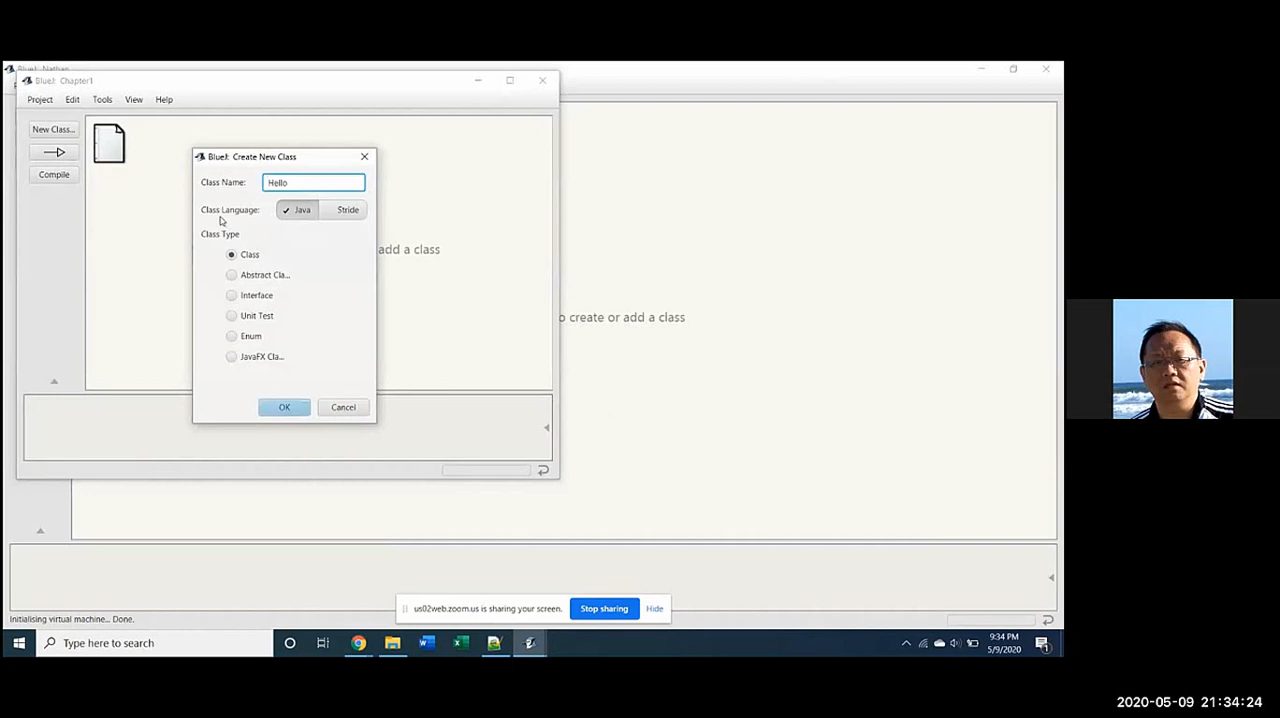 BlueJ: Nathan
BlueJ: Chapter1
Project Edit Tools View Help
New Class...
Compile
BlueJ: Create New Class
Class Name: Hello
Class Language: Java Stride
Class Type
Class
Abstract Cla...
Interface
Unit Test
Enum
JavaFX Cla...
OK Cancel
add a class
o create or add a class
us02web.zoom.us is sharing your screen. Stop sharing Hide
Initialising virtual machine... Done.
Type here to search
9:34 PM
5/9/2020
2020-05-09 21:34:24